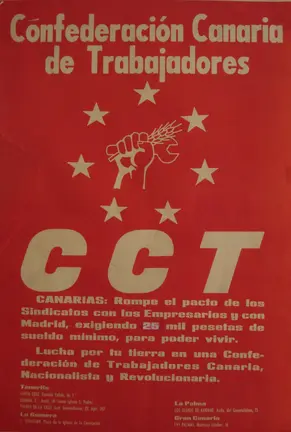 Confederación Canaria
de Trabajadores
CCT
CANARIAS: Rompe el pacto de los
Sindicatos con los Empresarios y con
Madrid, exigiendo 25 mil pesetas de
sueldo mínimo, para poder vivir.
Lucha por tu tierra en una Confe-
deración de Trabajadores Canaria,
Nacionalista y Revolucionaria.
Tenerife
La Gomera
La Palma
Gran Canaria